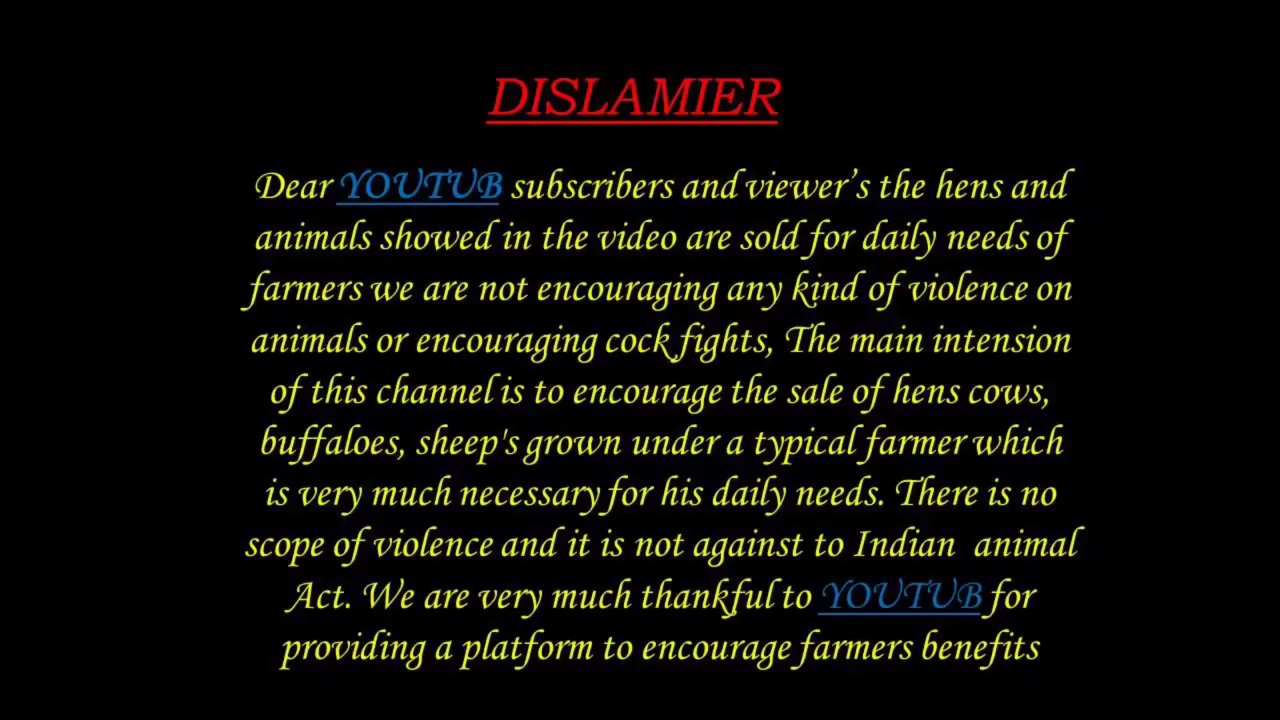 DISLAMIER
Dear YOUTUB subscribers and viewer’s the hens and
animals showed in the video are sold for daily needs of
farmers we are not encouraging any kind of violence on
animals or encouraging cock fights, The main intension
of this channel is to encourage the sale of hens cows,
buffaloes, sheep's grown under a typical farmer which
is very much necessary for his daily needs. There is no
scope of violence and it is not against to Indian animal
Act. We are very much thankful to YOUTUB for
providing a platform to encourage farmers benefits